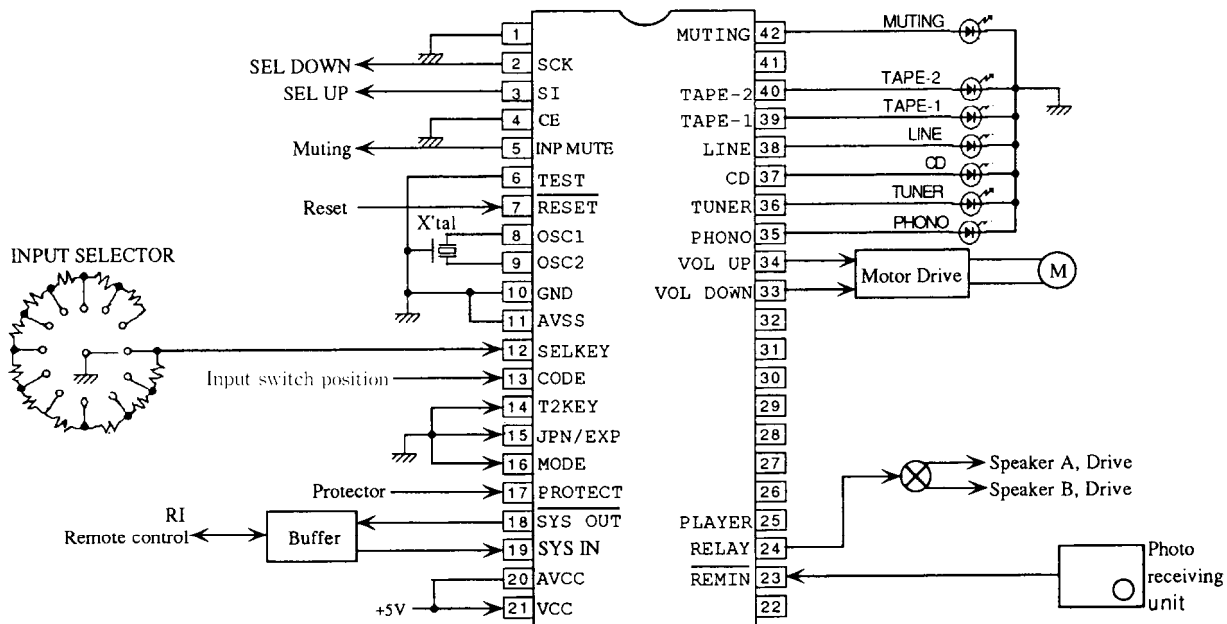 1
SEL DOWN
2
SCK
SEL UP
3
SI
4
CE
Muting
5
INP MUTE
6
TEST
Reset
7
RESET
X'tal
8
OSC1
9
OSC2
10
GND
11
AVSS
INPUT SELECTOR
12
SELKEY
Input switch position
13
CODE
14
T2KEY
15
JPN/EXP
16
MODE
Protector
17
PROTECT
RI
Remote control
Buffer
18
SYS OUT
19
SYS IN
20
AVCC
+5V
21
VCC
MUTING
42
MUTING
41
TAPE-2
40
TAPE-2
TAPE-1
39
TAPE-1
LINE
38
LINE
CD
37
CD
TUNER
36
TUNER
PHONO
35
PHONO
VOL UP
34
VOL DOWN
33
Motor Drive
M
32
31
30
29
28
27
26
PLAYER
25
RELAY
24
Speaker A, Drive
Speaker B, Drive
REMIN
23
Photo
receiving
unit
22